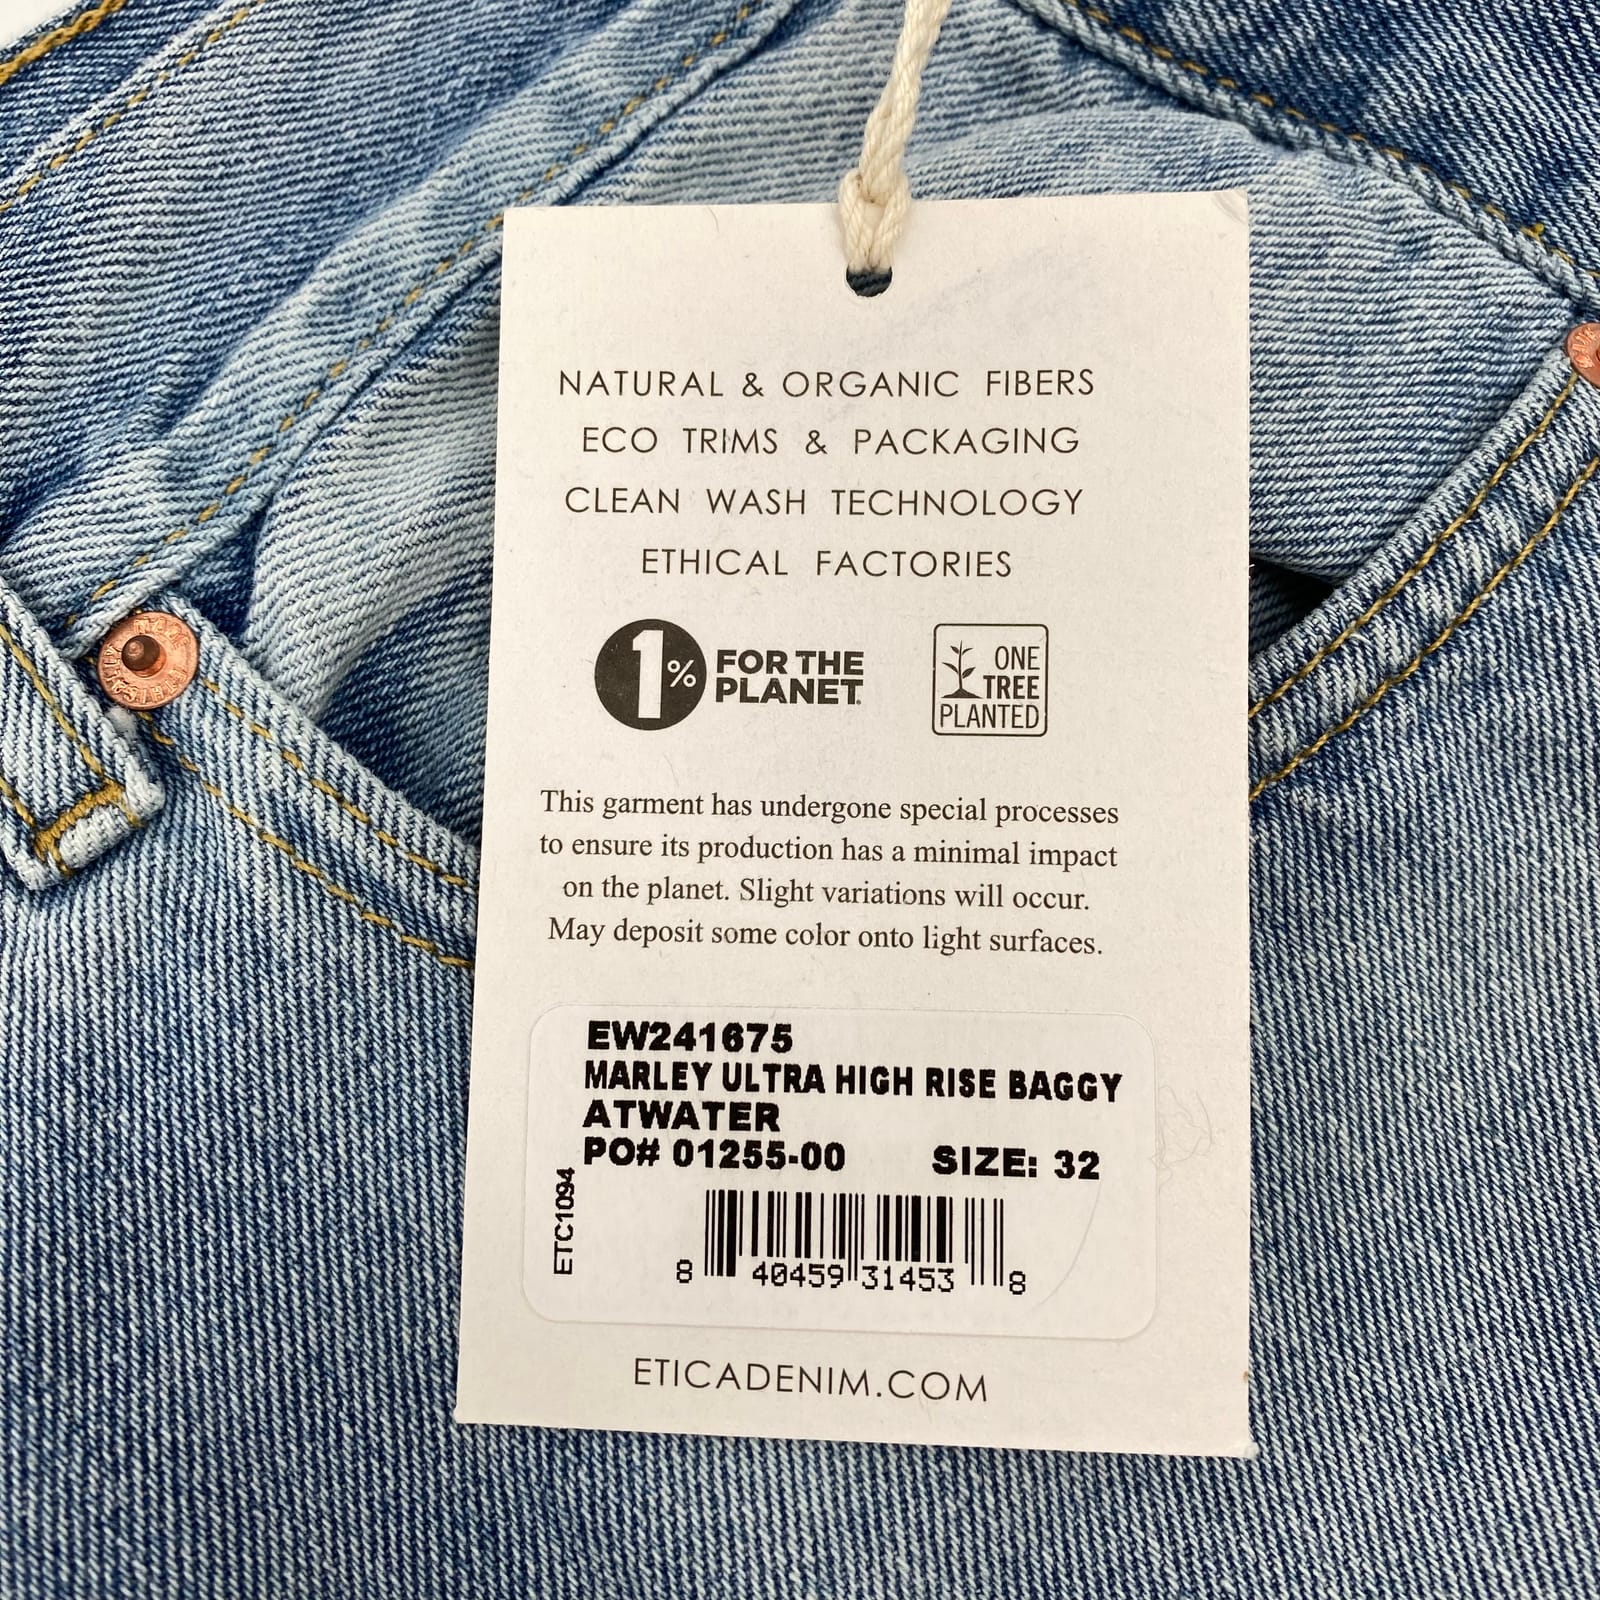 NATURAL & ORGANIC FIBERS
ECO TRIMS & PACKAGING
CLEAN WASH TECHNOLOGY
ETHICAL FACTORIES
1% FOR THE
PLANET
ONE
TREE
PLANTED
This garment has undergone special processes
to ensure its production has a minimal impact
on the planet. Slight variations will occur.
May deposit some color onto light surfaces.
EW241675
MARLEY ULTRA HIGH RISE BAGGY
ATWATER
PO# 01255-00 SIZE: 32
ETC1094
8 40459 31453 8
ETICADENIM.COM